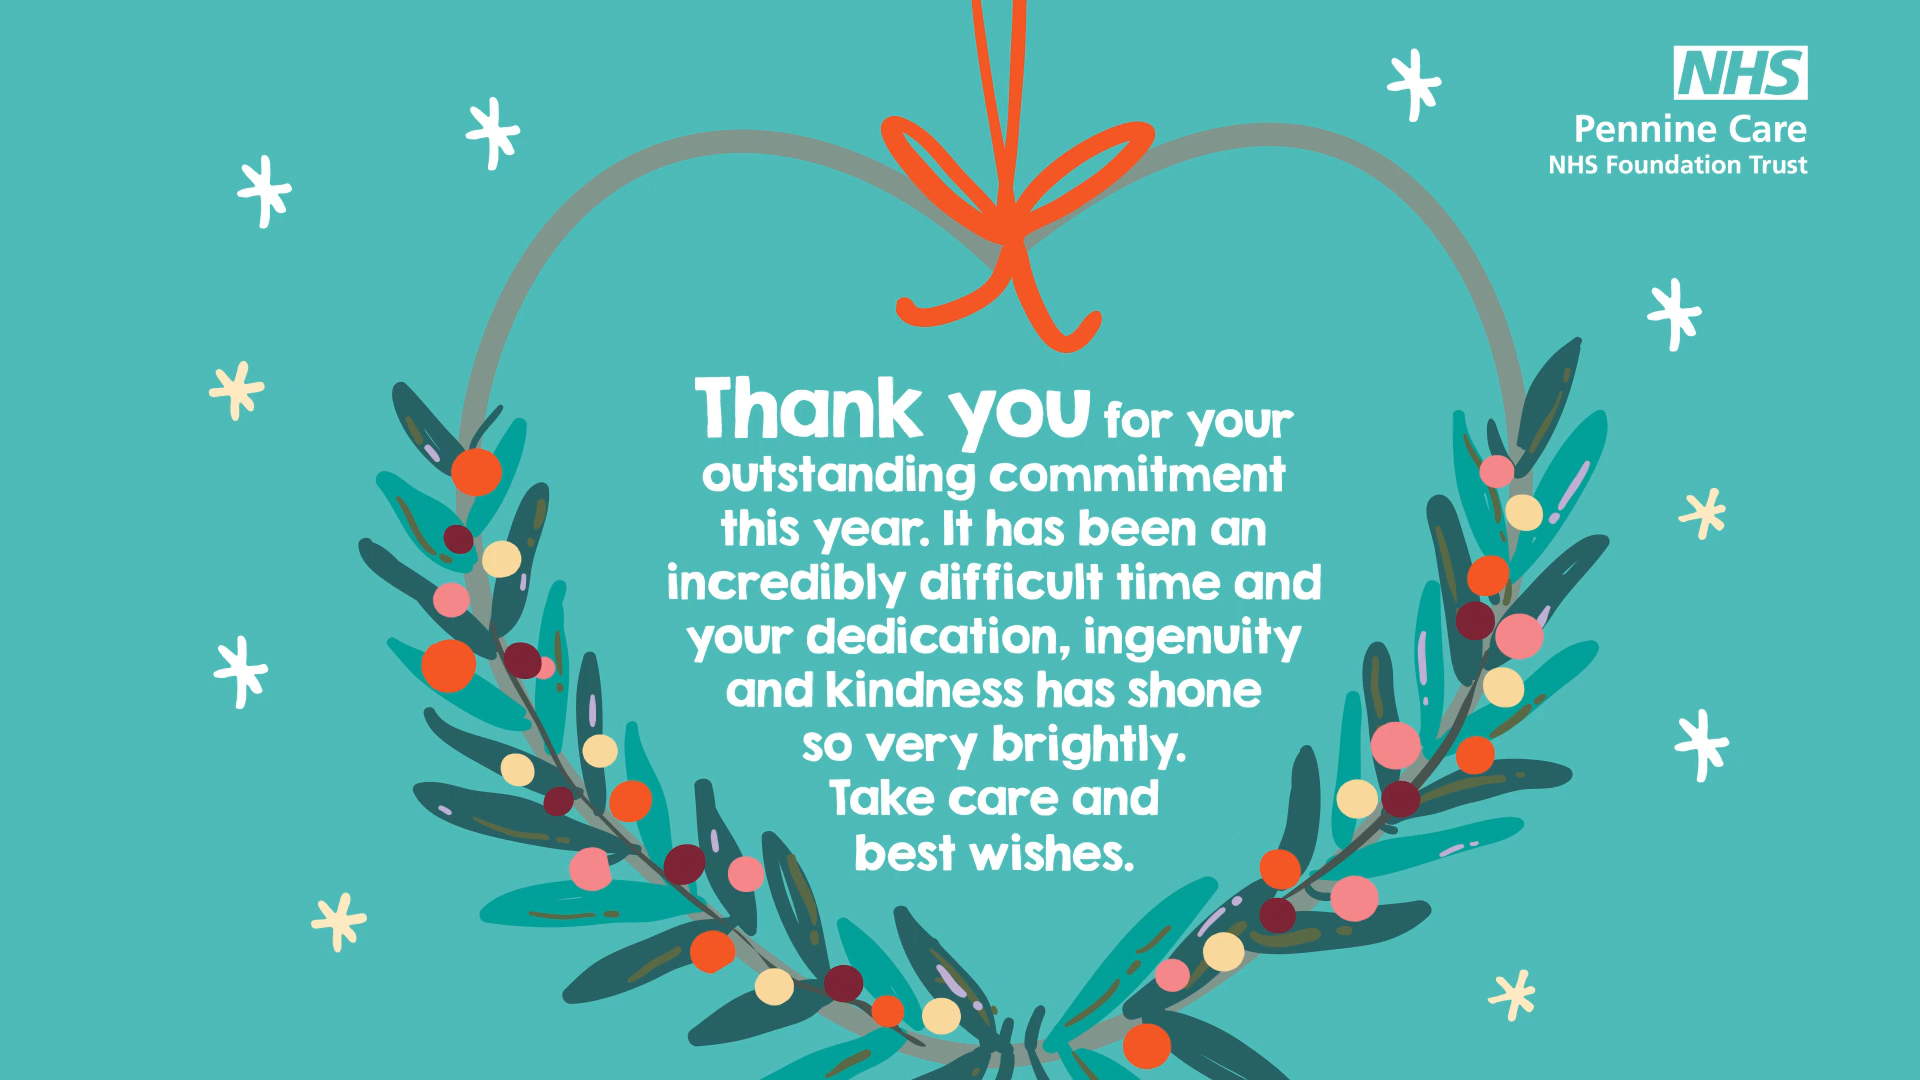 NHS
Pennine Care
NHS Foundation Trust
Thank you for your
outstanding commitment
this year. It has been an
incredibly difficult time and
your dedication, ingenuity
and kindness has shone
so very brightly.
Take care and
best wishes.